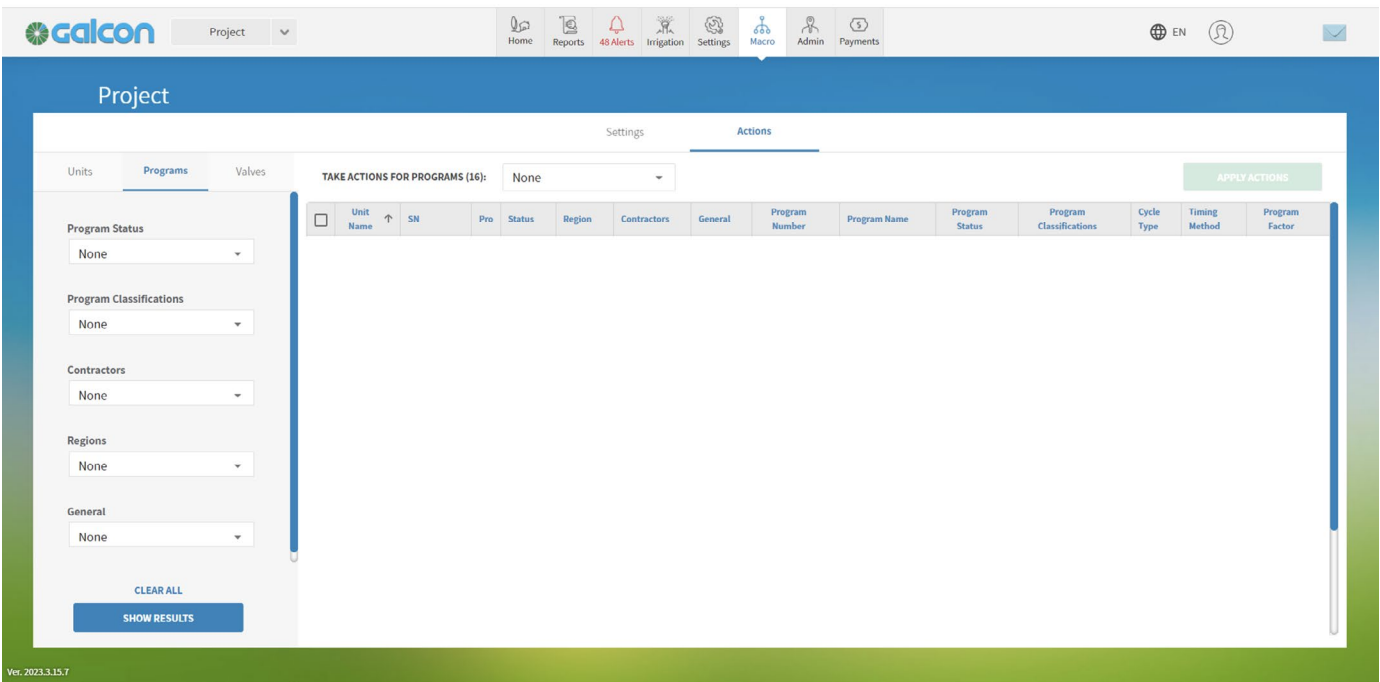 GALCON
Project
Home
Reports
48 Alerts
Irrigation
Settings
Macro
Admin
Payments
EN
Project
Settings
Actions
Units
Programs
Valves
TAKE ACTIONS FOR PROGRAMS (16):
None
APPLY ACTIONS
Unit
Name
SN
Pro
Status
Region
Contractors
General
Program
Number
Program Name
Program
Status
Program
Classifications
Cycle
Type
Timing
Method
Program
Factor
Program Status
None
Program Classifications
None
Contractors
None
Regions
None
General
None
CLEAR ALL
SHOW RESULTS
Ver. 2023.3.15.7